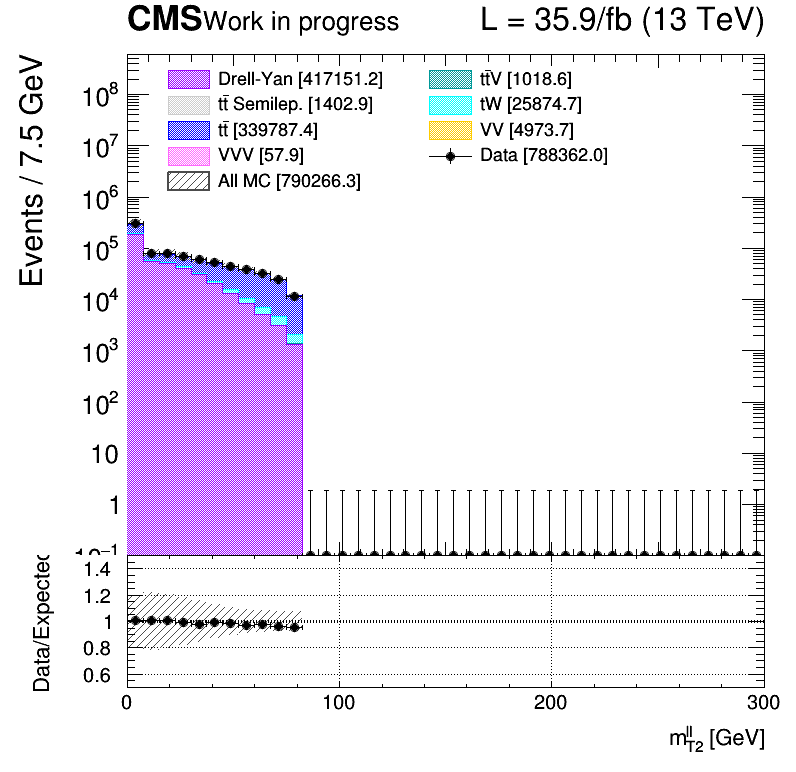 CMS Work in progress L = 35.9/fb (13 TeV)
Events / 7.5 GeV
Drell-Yan [417151.2]
tt̄ Semilep. [1402.9]
tt̄ [339787.4]
VVV [57.9]
All MC [790266.3]
tt̄V [1018.6]
tW [25874.7]
VV [4973.7]
Data [788362.0]
10⁸
10⁷
10⁶
10⁵
10⁴
10³
10²
10
1
10⁻¹
Data/Expected
1.4
1.2
1
0.8
0.6
0 100 200 300
m_{T2}^{ll} [GeV]